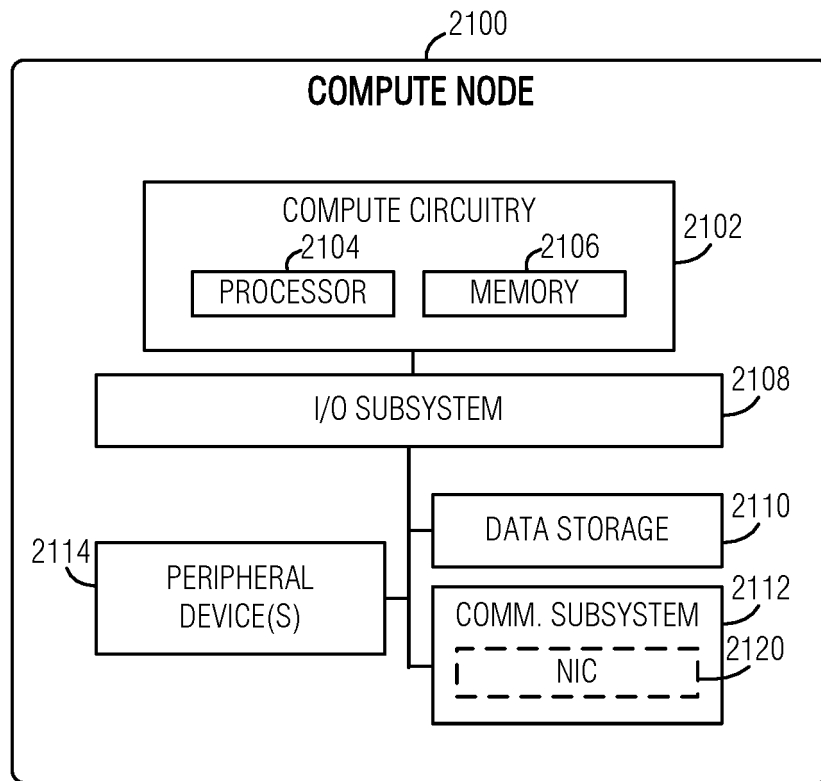 2100
COMPUTE NODE
COMPUTE CIRCUITRY
2102
2104
2106
PROCESSOR
MEMORY
2108
I/O SUBSYSTEM
2110
DATA STORAGE
2114
PERIPHERAL
DEVICE(S)
2112
COMM. SUBSYSTEM
2120
NIC